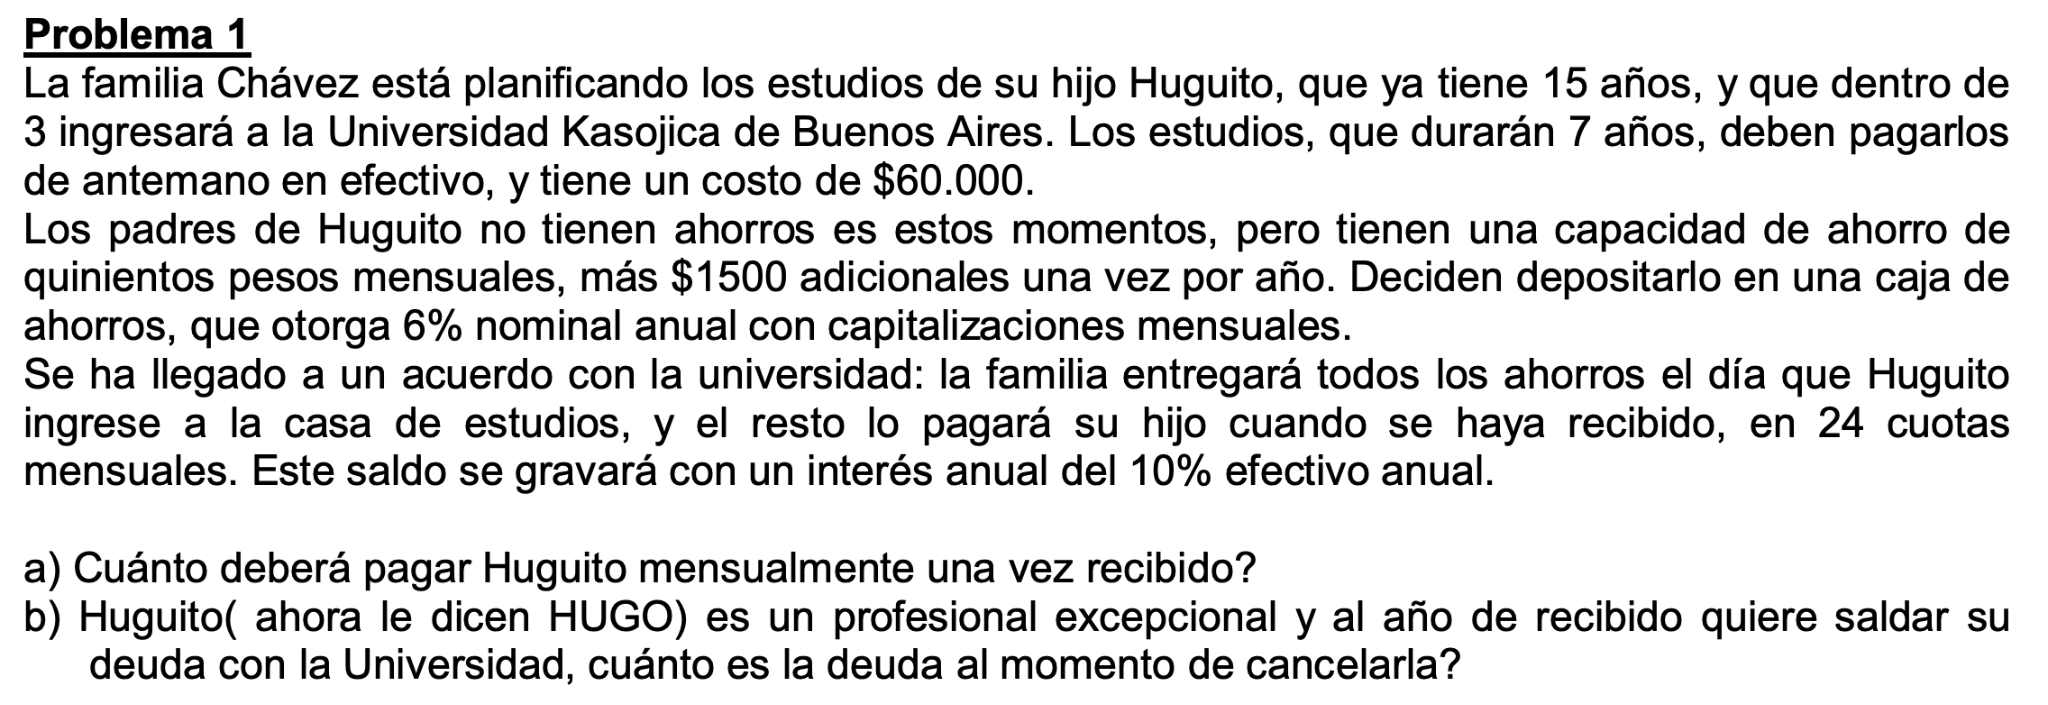 Problema 1
La familia Chávez está planificando los estudios de su hijo Huguito, que ya tiene 15 años, y que dentro de
3 ingresará a la Universidad Kasojica de Buenos Aires. Los estudios, que durarán 7 años, deben pagarlos
de antemano en efectivo, y tiene un costo de $60.000.
Los padres de Huguito no tienen ahorros es estos momentos, pero tienen una capacidad de ahorro de
quinientos pesos mensuales, más $1500 adicionales una vez por año. Deciden depositarlo en una caja de
ahorros, que otorga 6% nominal anual con capitalizaciones mensuales.
Se ha llegado a un acuerdo con la universidad: la familia entregará todos los ahorros el día que Huguito
ingrese a la casa de estudios, y el resto lo pagará su hijo cuando se haya recibido, en 24 cuotas
mensuales. Este saldo se gravará con un interés anual del 10% efectivo anual.
a) Cuánto deberá pagar Huguito mensualmente una vez recibido?
b) Huguito( ahora le dicen HUGO) es un profesional excepcional y al año de recibido quiere saldar su
deuda con la Universidad, cuánto es la deuda al momento de cancelarla?